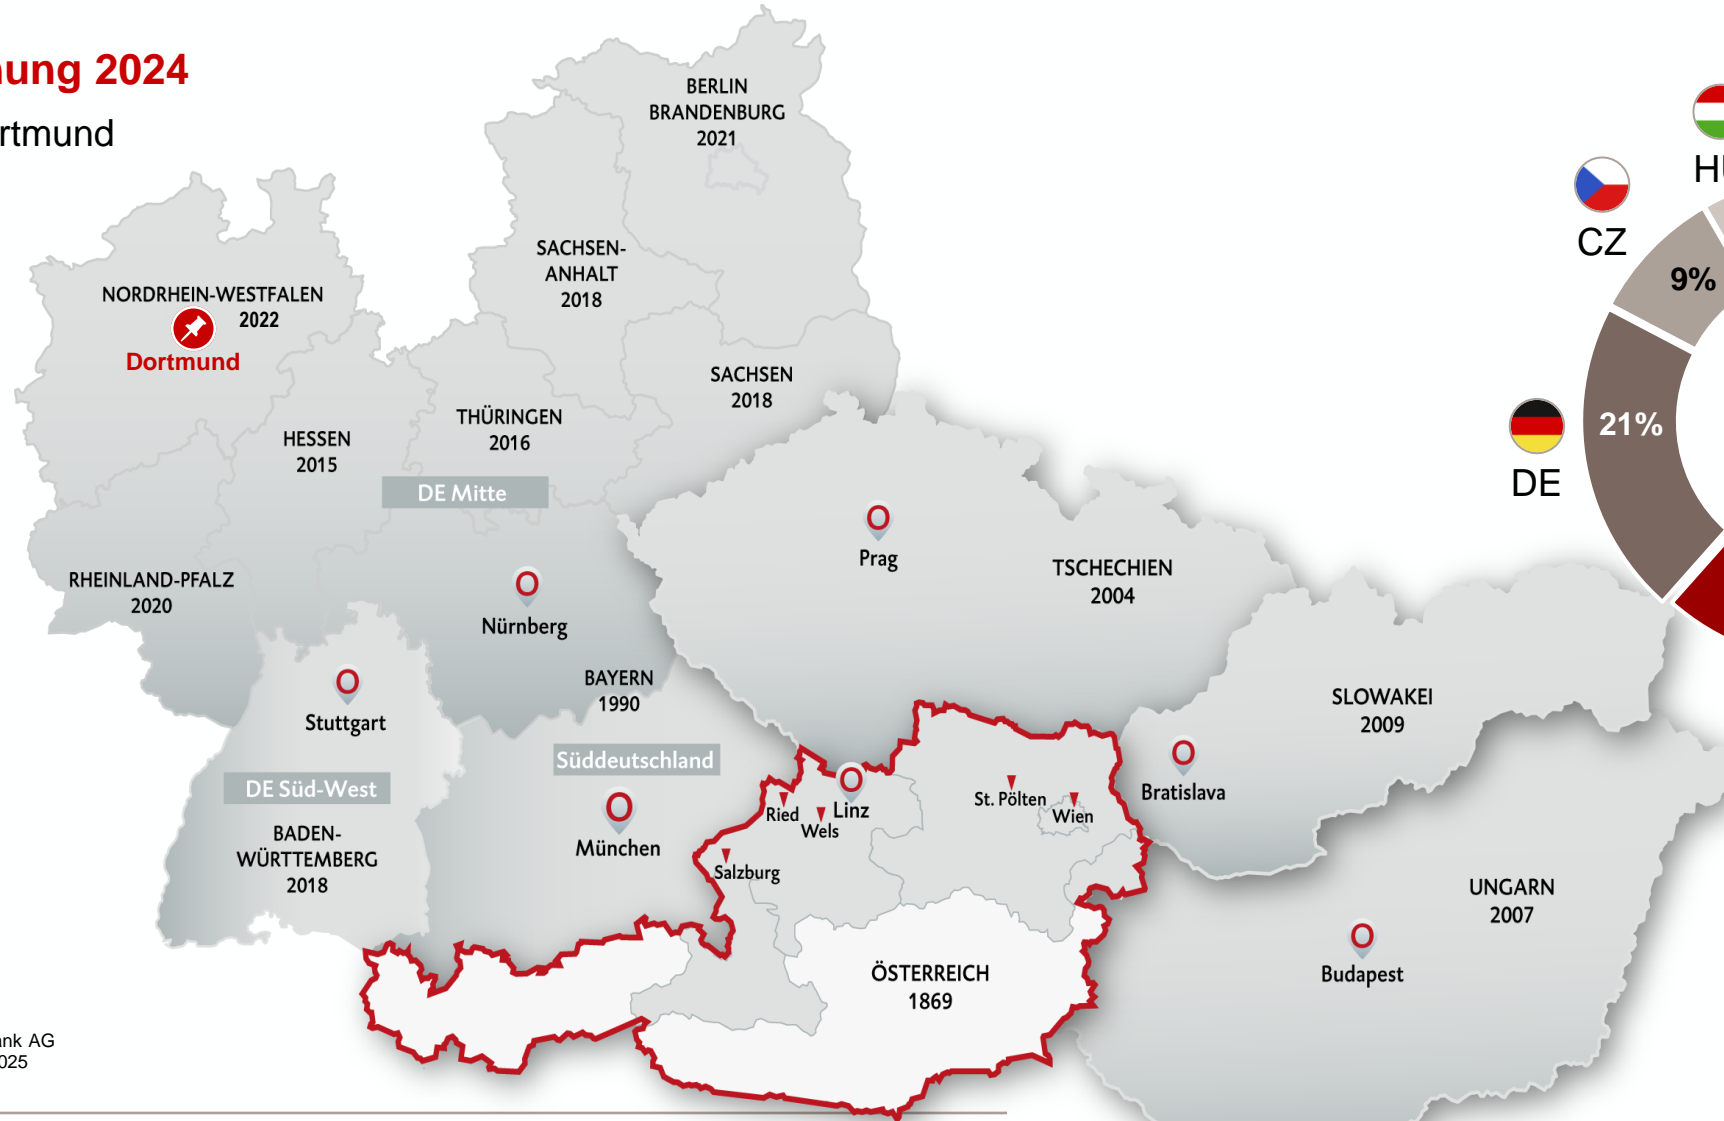 nung 2024
rtmund
BERLIN
BRANDENBURG
2021
SACHSEN-
ANHALT
2018
NORDRHEIN-WESTFALEN
2022
Dortmund
SACHSEN
2018
THÜRINGEN
2016
HESSEN
2015
DE Mitte
RHEINLAND-PFALZ
2020
Nürnberg
Prag
TSCHECHIEN
2004
BAYERN
1990
Stuttgart
SLOWAKEI
2009
Süddeutschland
DE Süd-West
BADEN-
WÜRTTEMBERG
2018
München
Ried
Wels
Linz
Salzburg
St. Pölten
Wien
Bratislava
UNGARN
2007
Budapest
ÖSTERREICH
1869
HU
CZ
9%
21%
DE
ank AG
025